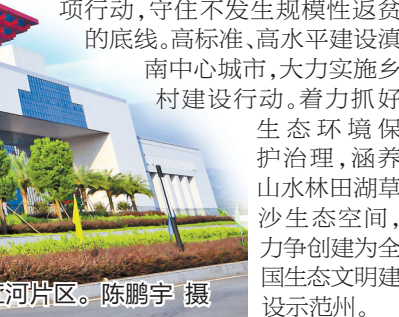 项行动，守住不发生规模性返贫
的底线。高标准、高水平建设滇
南中心城市，大力实施乡
村建设行动。着力抓好
生态环境保
护治理，涵养
山水林田湖草
沙生态空间，
力争创建为全
国生态文明建
设示范州。
河片区。陈鹏宇 摄